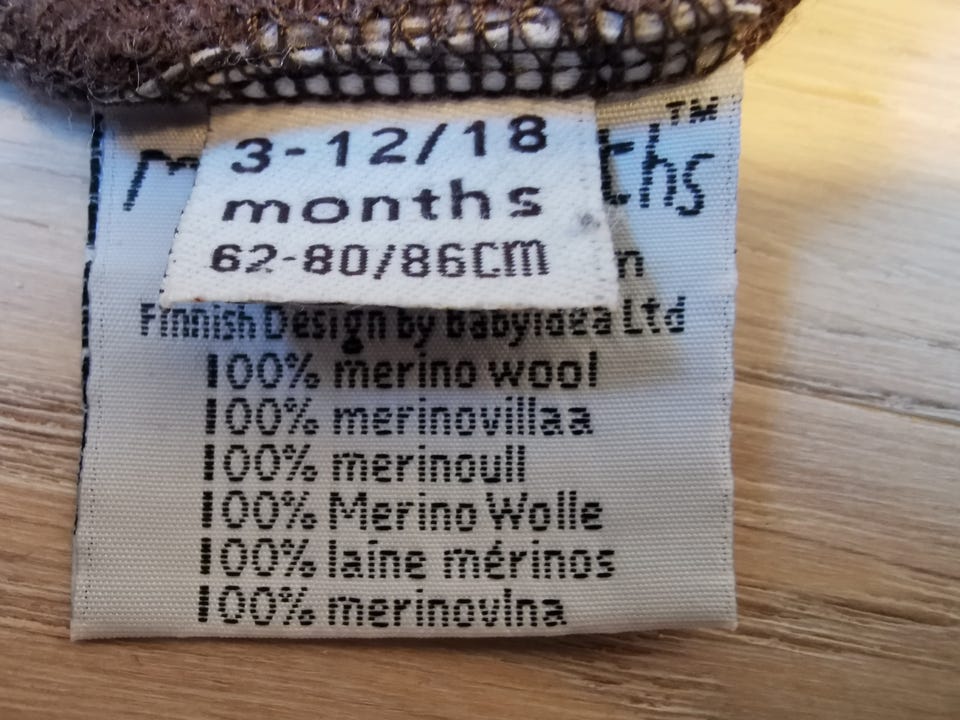 3-12/18
months
62-80/86cm
ths™
Finnish Design by Babyidea Ltd
100% merino wool
100% merinovillaa
100% merinoull
100% Merino Wolle
100% laine mérinos
100% merinovlna